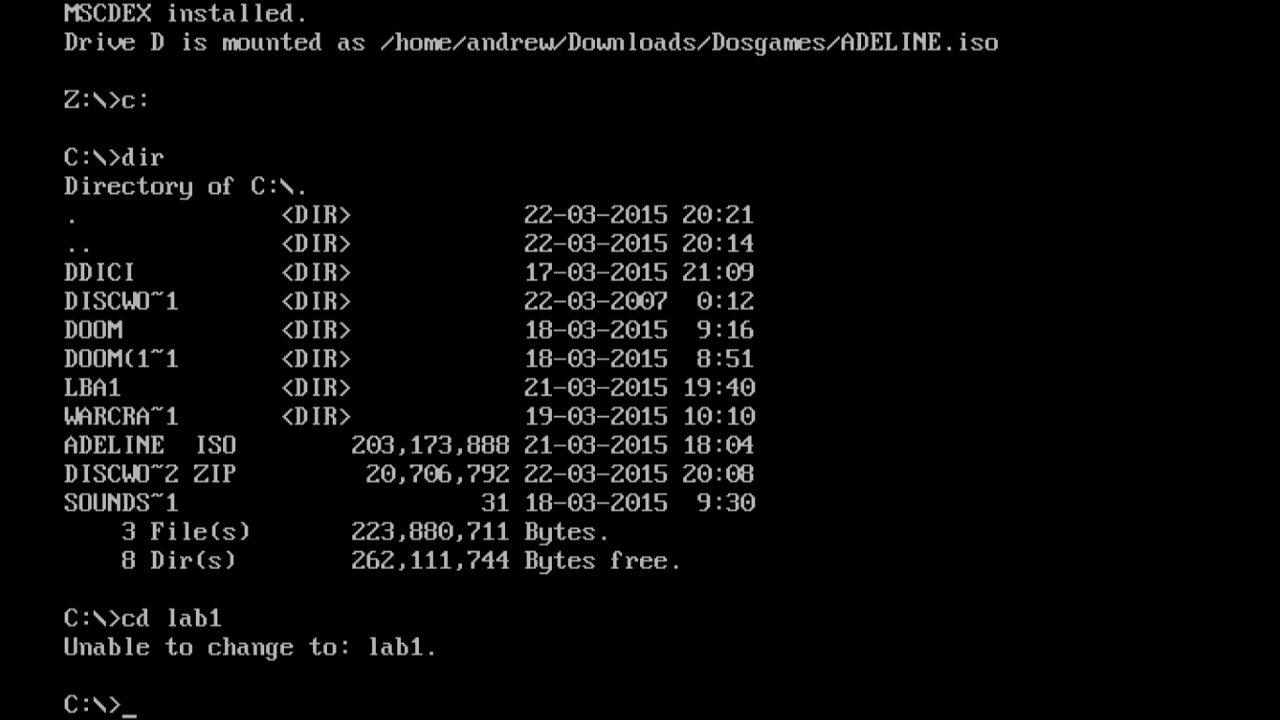 MSCDEX installed.
Drive D is mounted as /home/andrew/Downloads/Dosgames/ADELINE.iso
Z:\>c:
C:\>dir
Directory of C:\.
. <DIR> 22-03-2015 20:21
.. <DIR> 22-03-2015 20:14
DDICI <DIR> 17-03-2015 21:09
DISCWO~1 <DIR> 22-03-2007 0:12
DOOM <DIR> 18-03-2015 9:16
DOOM(1~1 <DIR> 18-03-2015 8:51
LBA1 <DIR> 21-03-2015 19:40
WARCRA~1 <DIR> 19-03-2015 10:10
ADELINE ISO 203,173,888 21-03-2015 18:04
DISCWO~2 ZIP 20,706,792 22-03-2015 20:08
SOUNDS~1 31 18-03-2015 9:30
3 File(s) 223,880,711 Bytes.
8 Dir(s) 262,111,744 Bytes free.
C:\>cd lab1
Unable to change to: lab1.
C:\>_